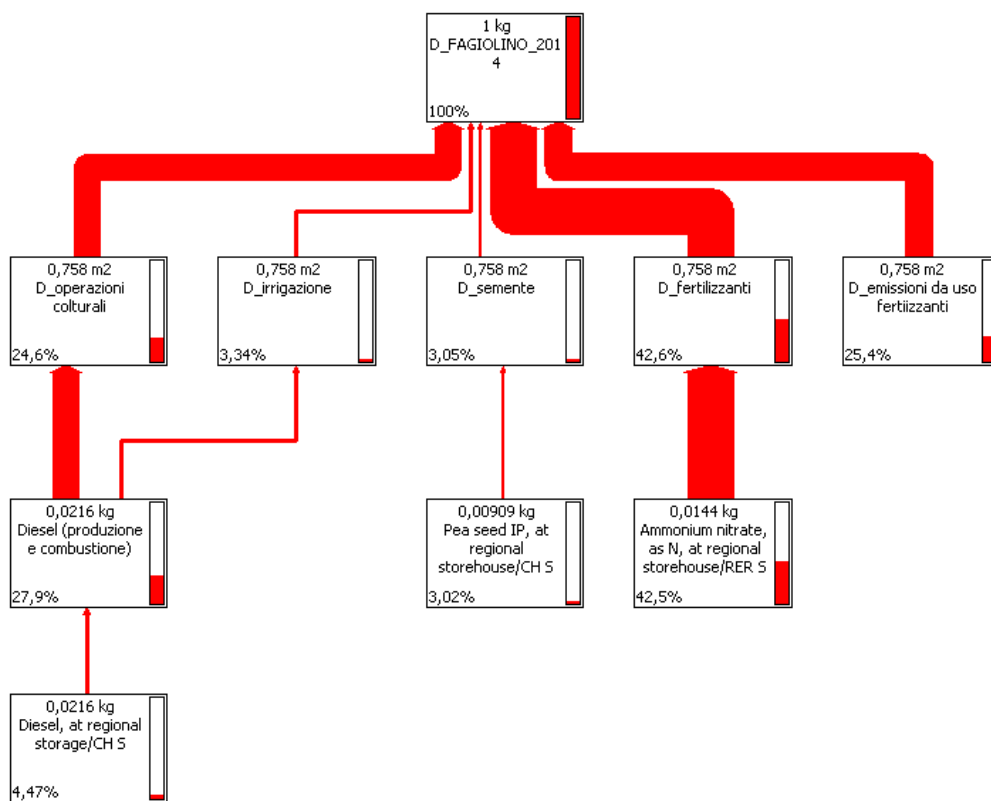 1 kg
D_FAGIOLINO_201
4
100%
0,758 m2
D_operazioni
colturali
24,6%
0,758 m2
D_irrigazione
3,34%
0,758 m2
D_semente
3,05%
0,758 m2
D_fertilizzanti
42,6%
0,758 m2
D_emissioni da uso
fertiizzanti
25,4%
0,0216 kg
Diesel (produzione
e combustione)
27,9%
0,00909 kg
Pea seed IP, at
regional
storehouse/CH S
3,02%
0,0144 kg
Ammonium nitrate,
as N, at regional
storehouse/RER S
42,5%
0,0216 kg
Diesel, at regional
storage/CH S
4,47%